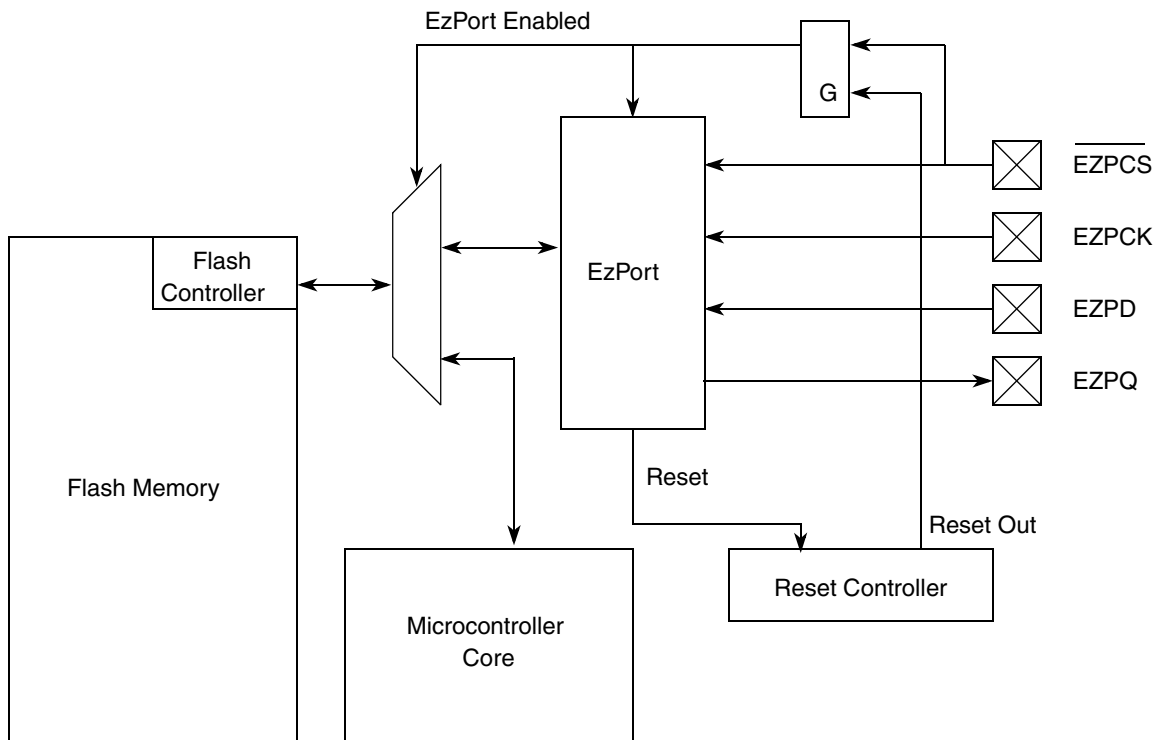 EzPort Enabled
G
EZPCS
Flash
Controller
EzPort
EZPCK
EZPD
EZPQ
Reset
Flash Memory
Reset Out
Reset Controller
Microcontroller
Core